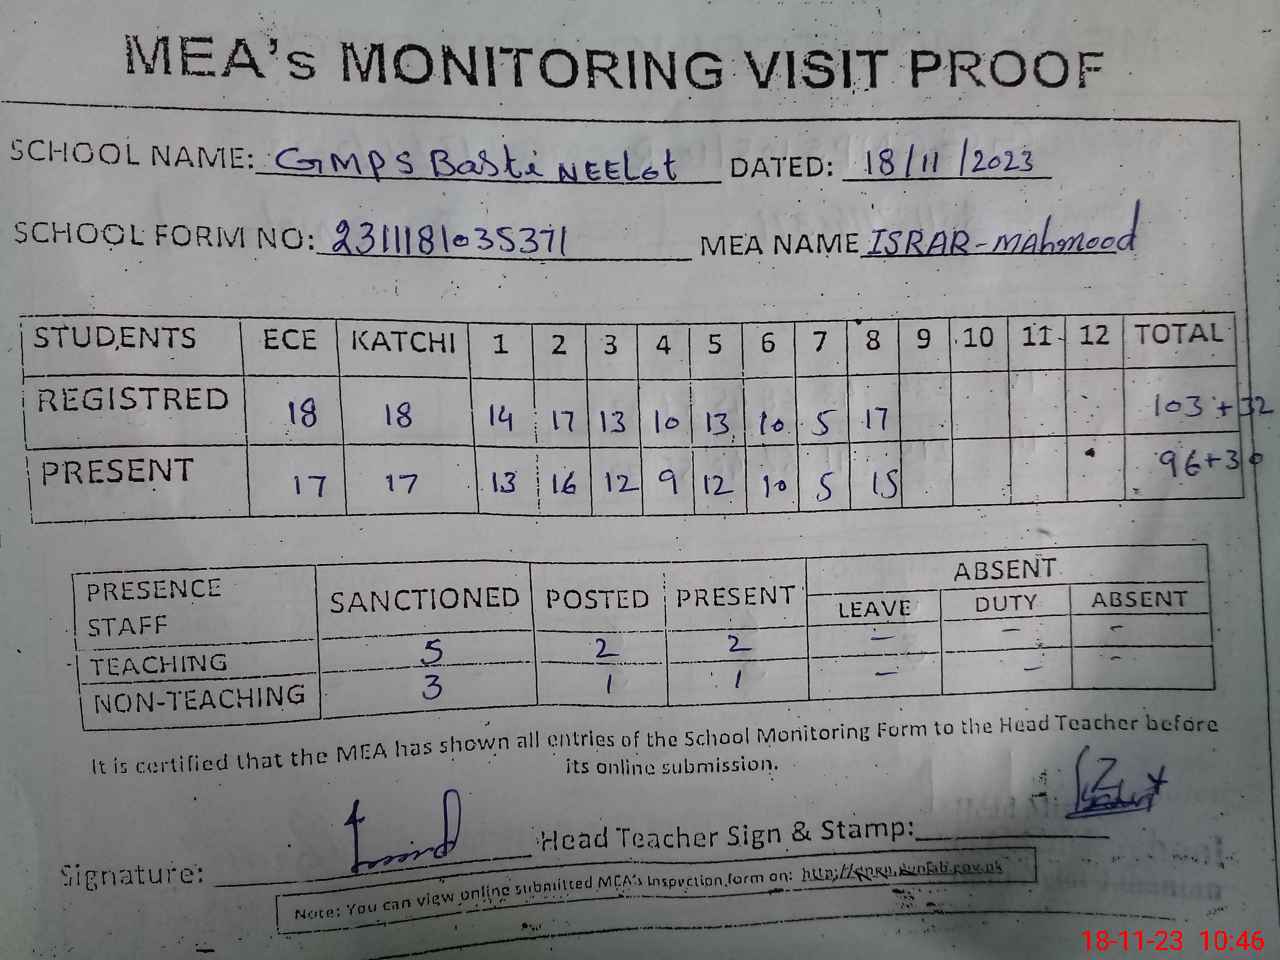 MEA's MONITORING VISIT PROOF
SCHOOL NAME: GMPS Basti NEELOT DATED: 18/11/2023
SCHOOL FORM NO: 2311181035371 MEA NAME ISRAR-MAHMOOD
STUDENTS ECE KATCHI 1 2 3 4 5 6 7 8 9 10 11 12 TOTAL
REGISTRED 18 18 14 17 13 10 13 10 5 17 103+32
PRESENT 17 17 13 16 12 9 12 10 5 15 96+30
PRESENCE STAFF SANCTIONED POSTED PRESENT ABSENT
LEAVE DUTY ABSENT
TEACHING 5 2 2 - - -
NON-TEACHING 3 1 1 - - -
It is certified that the MEA has shown all entries of the School Monitoring Form to the Head Teacher before
its online submission.
Signature: Head Teacher Sign & Stamp:
Note: You can view online submitted MEA's Inspection form on:
18-11-23 10:46